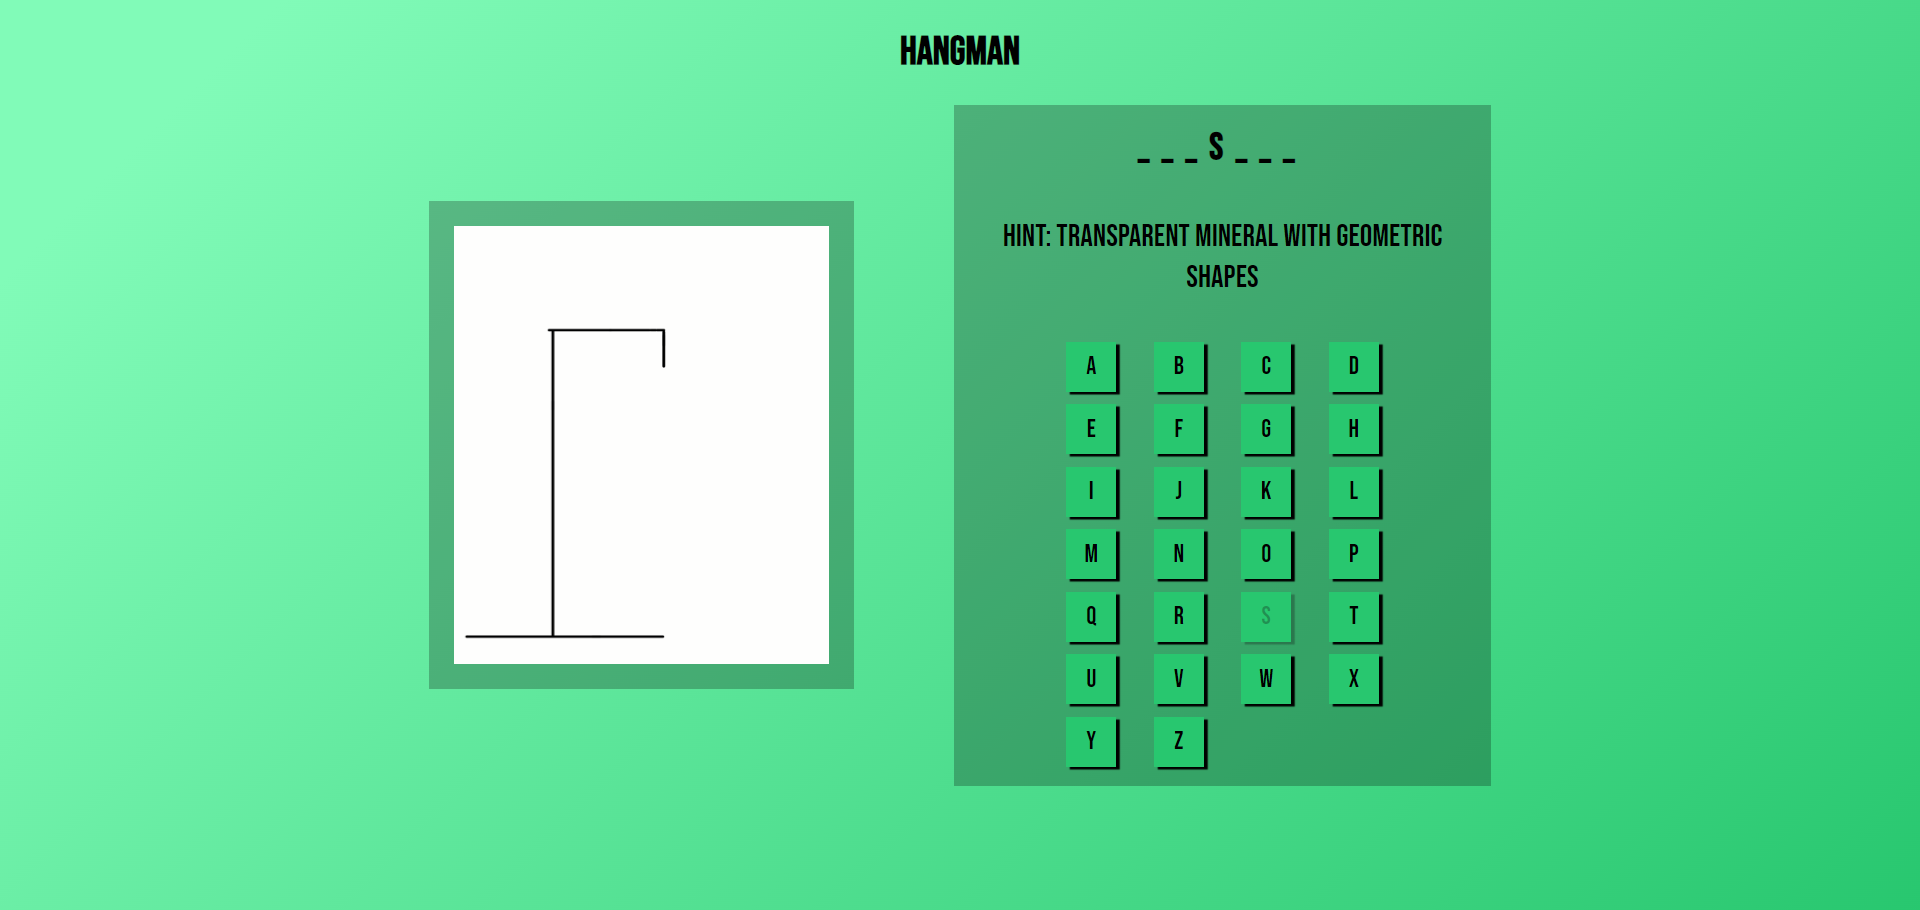 HANGMAN
_ _ _ S _ _ _
HINT: TRANSPARENT MINERAL WITH GEOMETRIC
SHAPES
A B C D
E F G H
I J K L
M N O P
Q R S T
U V W X
Y Z